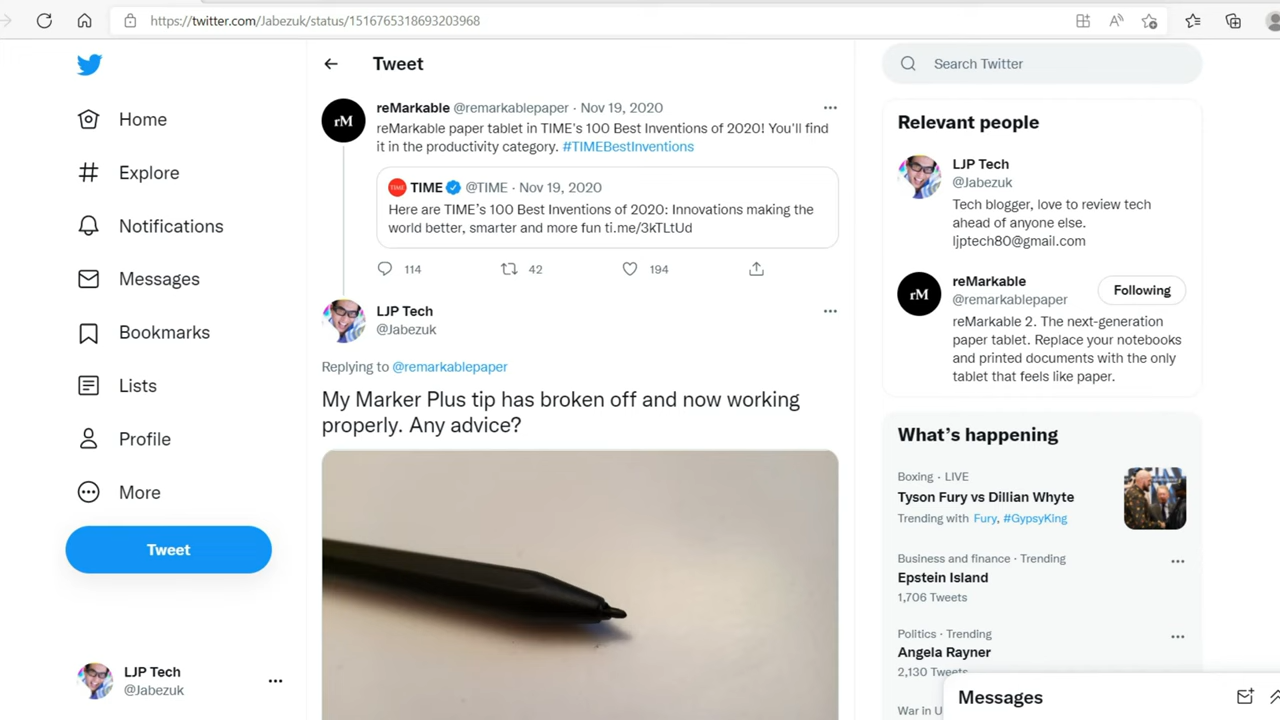 https://twitter.com/Jabezuk/status/1516765318693203968
Home
Explore
Notifications
Messages
Bookmarks
Lists
Profile
More
Tweet
LJP Tech
@Jabezuk
Tweet
rM
reMarkable @remarkablepaper · Nov 19, 2020
reMarkable paper tablet in TIME's 100 Best Inventions of 2020! You'll find
it in the productivity category. #TIMEBestInventions
TIME
TIME @TIME · Nov 19, 2020
Here are TIME's 100 Best Inventions of 2020: Innovations making the
world better, smarter and more fun ti.me/3kTLtUd
114 42 194
LJP Tech
@Jabezuk
Replying to @remarkablepaper
My Marker Plus tip has broken off and now working
properly. Any advice?
Search Twitter
Relevant people
LJP Tech
@Jabezuk
Tech blogger, love to review tech
ahead of anyone else.
ljptech80@gmail.com
rM
reMarkable
@remarkablepaper
Following
reMarkable 2. The next-generation
paper tablet. Replace your notebooks
and printed documents with the only
tablet that feels like paper.
What's happening
Boxing · LIVE
Tyson Fury vs Dillian Whyte
Trending with Fury, #GypsyKing
Business and finance · Trending
Epstein Island
1,706 Tweets
Politics · Trending
Angela Rayner
2,130 Tweets
War in U
Messages